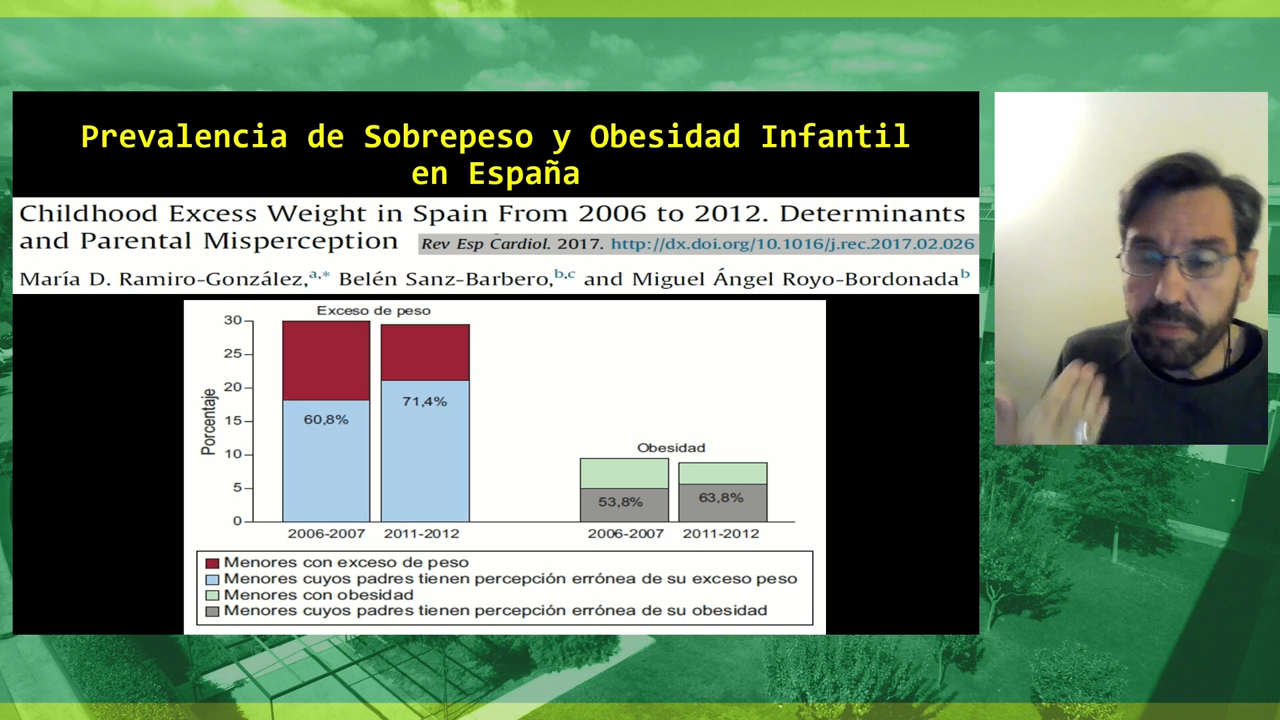 Prevalencia de Sobrepeso y Obesidad Infantil
en España
Childhood Excess Weight in Spain From 2006 to 2012. Determinants
and Parental Misperception
Rev Esp Cardiol. 2017. http://dx.doi.org/10.1016/j.rec.2017.02.026
María D. Ramiro-González,a,* Belén Sanz-Barbero,b,c and Miguel Ángel Royo-Bordonadab
Exceso de peso
30
25
20
15
10
5
0
Porcentaje
60,8%
71,4%
Obesidad
53,8%
63,8%
2006-2007
2011-2012
2006-2007
2011-2012
Menores con exceso de peso
Menores cuyos padres tienen percepción errónea de su exceso peso
Menores con obesidad
Menores cuyos padres tienen percepción errónea de su obesidad